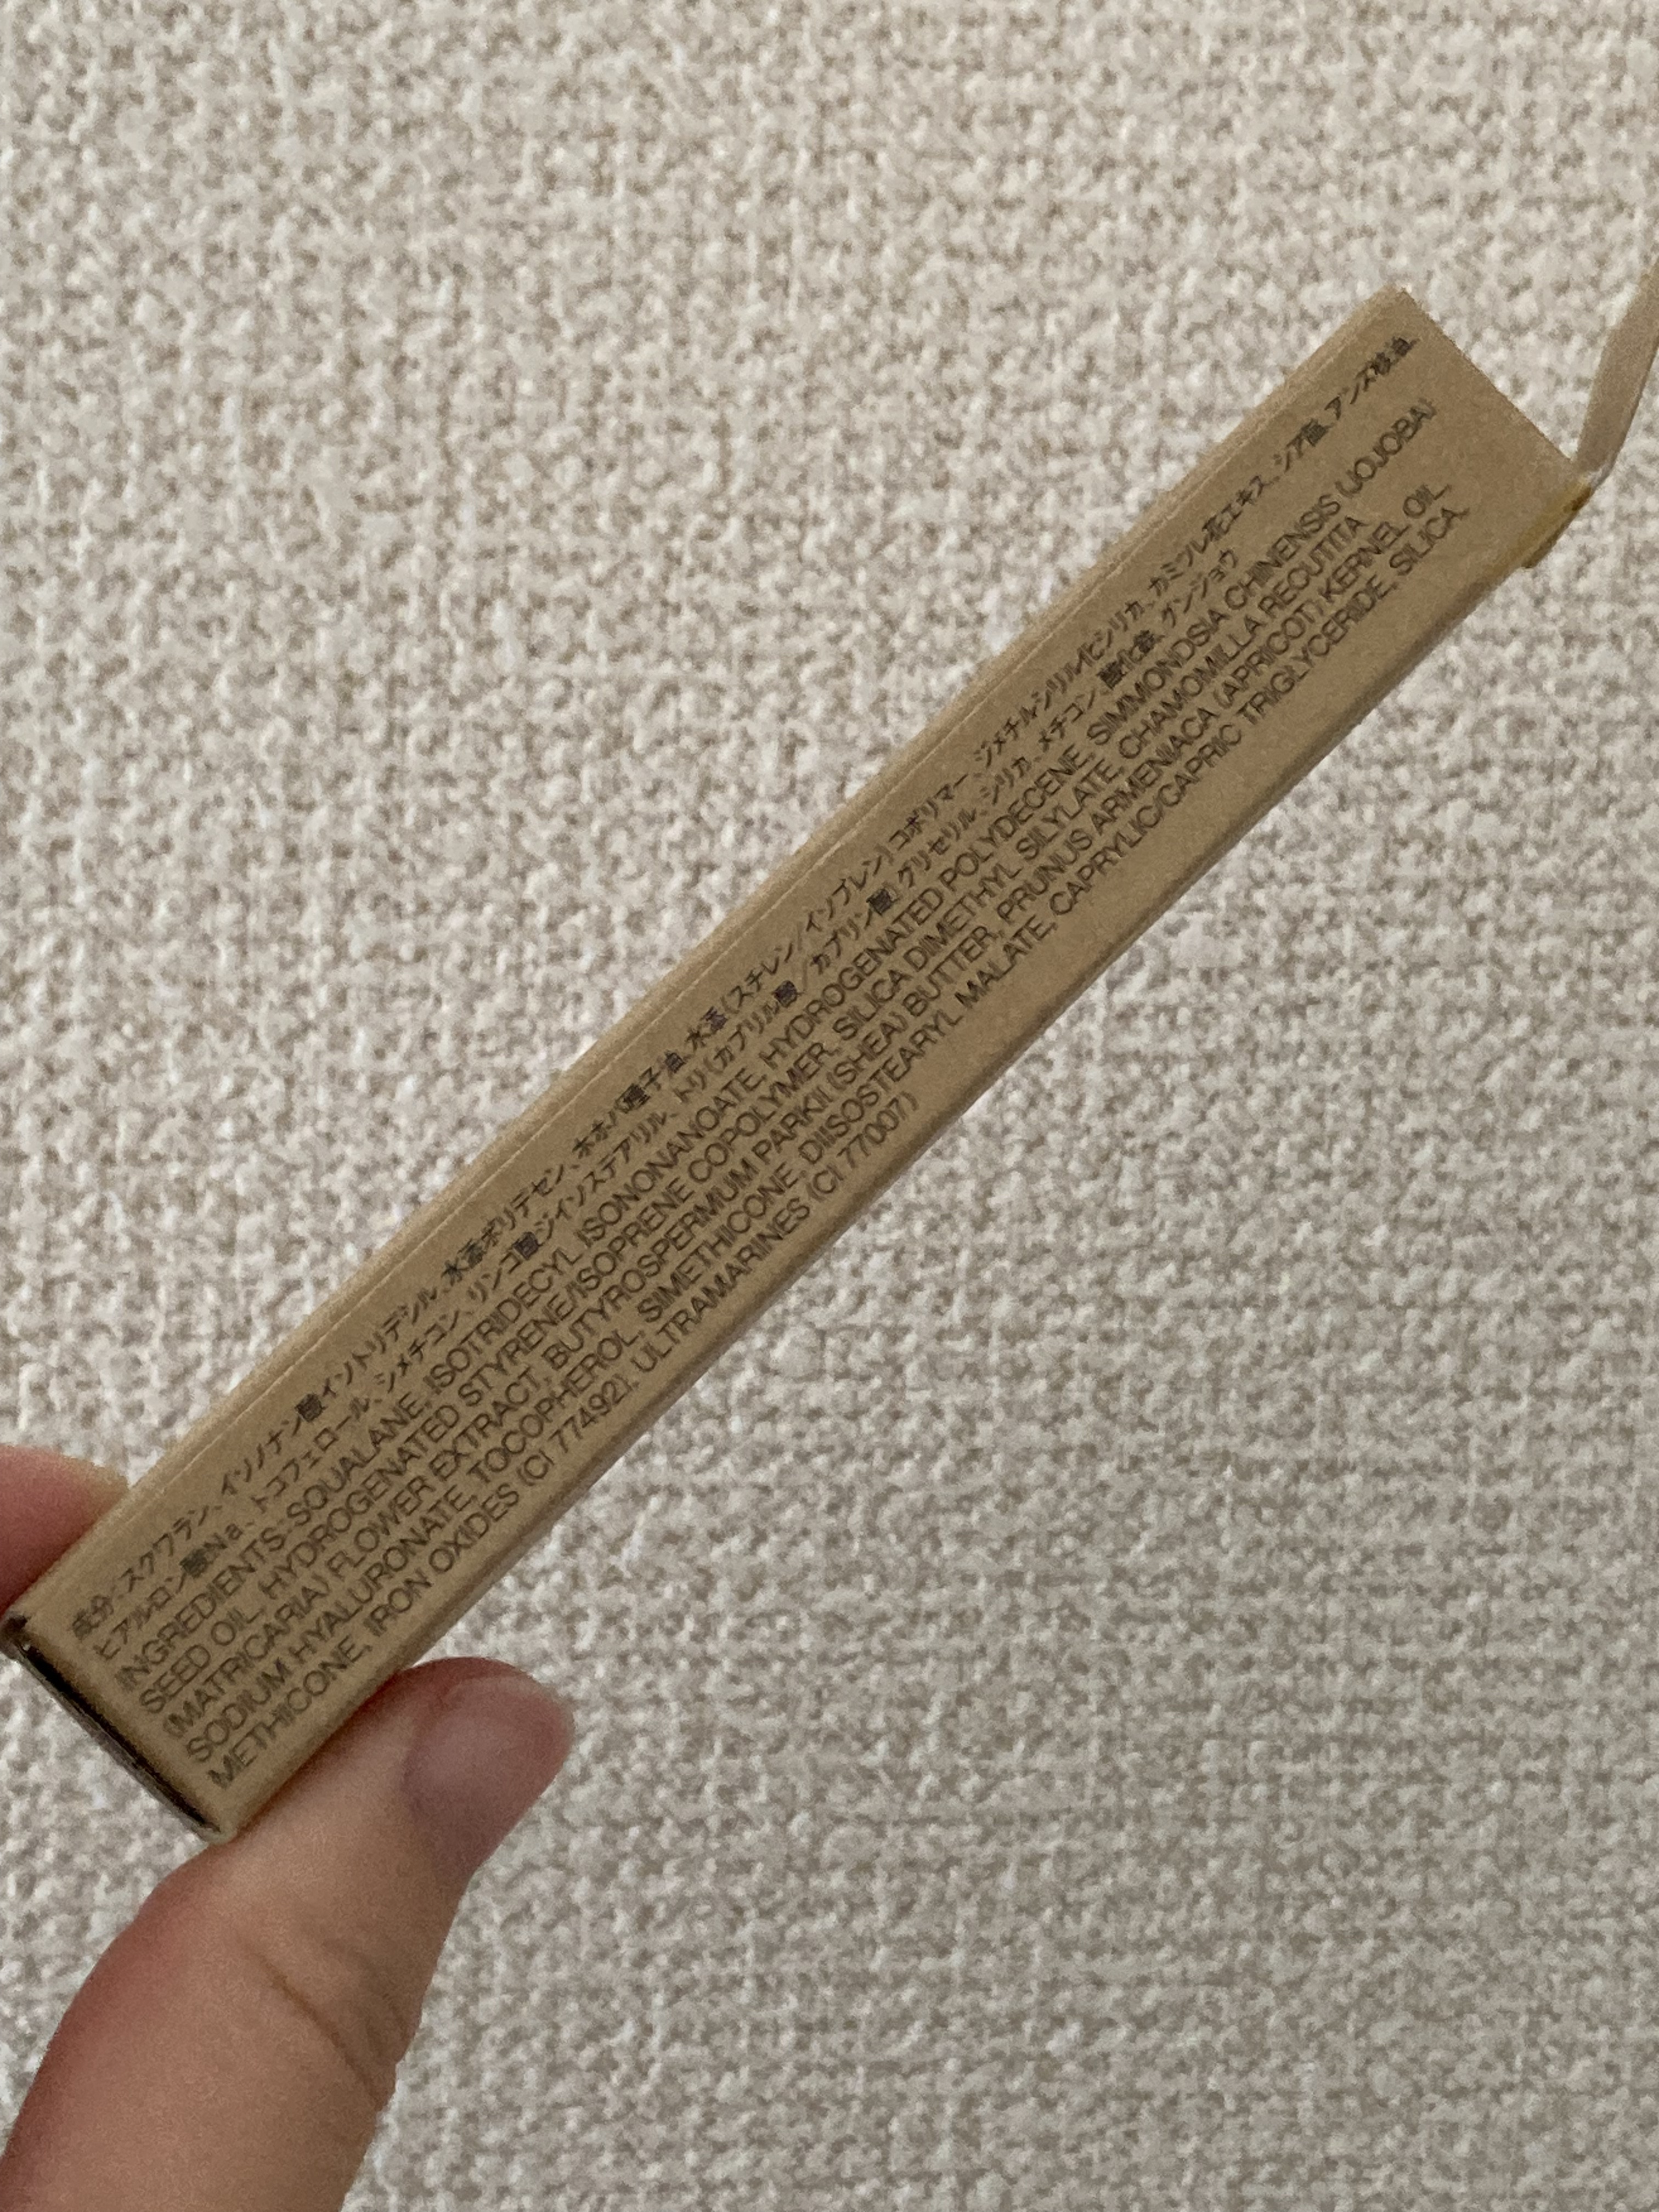 成分:スクワラン、イソノナン酸イソトリデシル、水添ポリデセン、ホホバ種子油、水添(スチレン/イソプレン)コポリマー、ジメチルシリル化シリカ、カミツレ花エキス、シア脂、アンズ核油、
ヒアルロン酸Na、トコフェロール、シメチコン、リンゴ酸ジイソステアリル、トリ(カプリル酸/カプリン酸)グリセリル、シリカ、メチコン、酸化鉄、グンジョウ
INGREDIENTS: SQUALANE, ISOTRIDECYL ISONONANOATE, HYDROGENATED POLYDECENE, SIMMONDSIA CHINENSIS (JOJOBA)
SEED OIL, HYDROGENATED STYRENE/ISOPRENE COPOLYMER, SILICA DIMETHYL SILYLATE, CHAMOMILLA RECUTITA
(MATRICARIA) FLOWER EXTRACT, BUTYROSPERMUM PARKII (SHEA) BUTTER, PRUNUS ARMENIACA (APRICOT) KERNEL OIL,
SODIUM HYALURONATE, TOCOPHEROL, SIMETHICONE, DIISOSTEARYL MALATE, CAPRYLIC/CAPRIC TRIGLYCERIDE, SILICA,
METHICONE, IRON OXIDES (CI 77492), ULTRAMARINES (CI 77007)